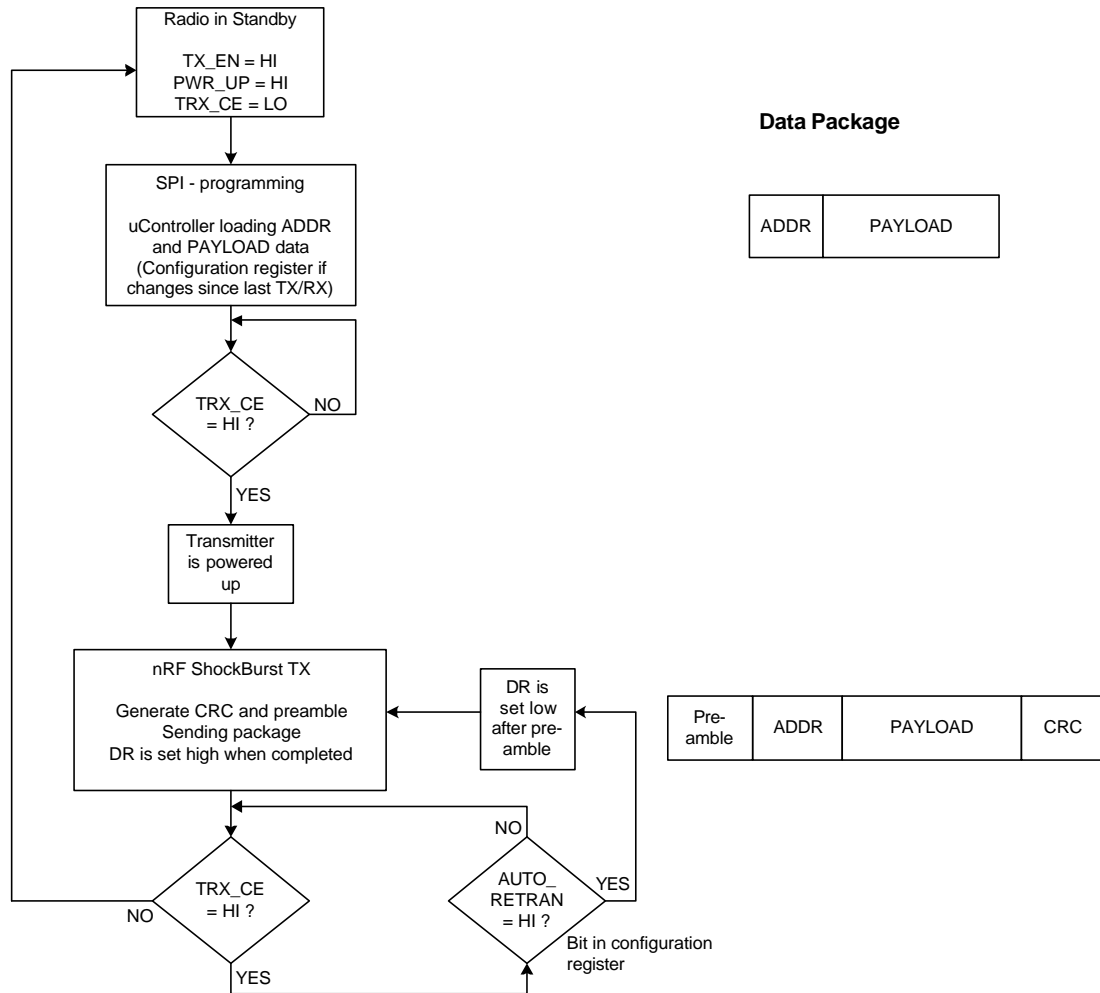 Radio in Standby
TX_EN = HI
PWR_UP = HI
TRX_CE = LO
Data Package
SPI - programming
uController loading ADDR
and PAYLOAD data
(Configuration register if
changes since last TX/RX)
ADDR
PAYLOAD
TRX_CE
= HI ?
NO
YES
Transmitter
is powered
up
nRF ShockBurst TX
Generate CRC and preamble
Sending package
DR is set high when completed
DR is
set low
after pre-
amble
Pre-
amble
ADDR
PAYLOAD
CRC
NO
TRX_CE
= HI ?
NO
YES
AUTO_
RETRAN
= HI ?
YES
Bit in configuration
register